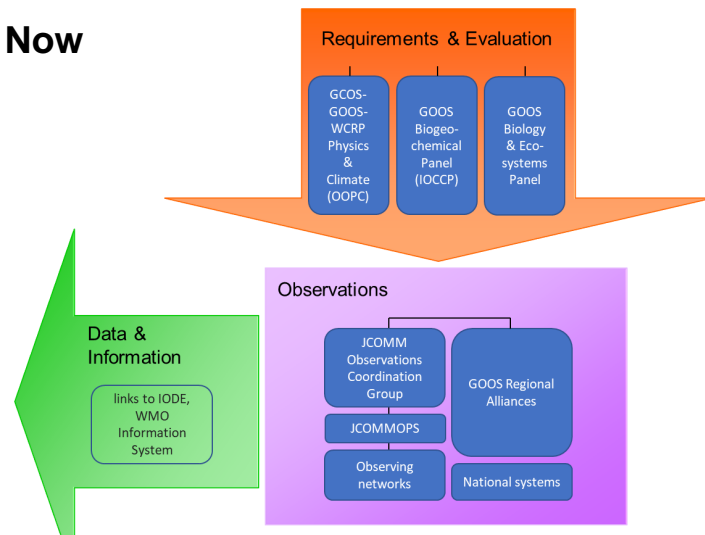 Now
Requirements & Evaluation
GCOS-
GOOS-
WCRP
Physics
&
Climate
(OOPC)
GOOS
Biogeo-
chemical
Panel
(IOCCP)
GOOS
Biology
& Eco-
systems
Panel
Observations
JCOMM
Observations
Coordination
Group
JCOMMOPS
Observing
networks
GOOS Regional
Alliances
National systems
Data &
Information
links to IODE,
WMO
Information
System